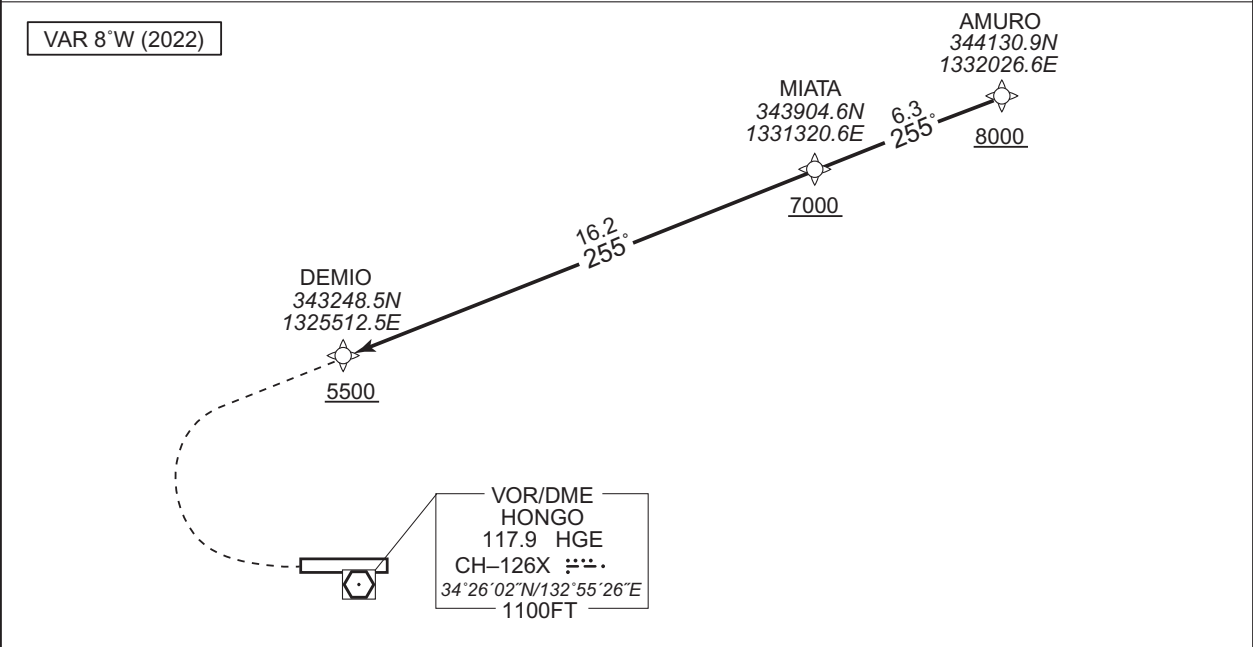 VAR 8˚W (2022)
AMURO
344130.9N
1332026.6E
8000
6.3
255˚
MIATA
343904.6N
1331320.6E
7000
16.2
255˚
DEMIO
343248.5N
1325512.5E
5500
VOR/DME
HONGO
117.9 HGE
CH–126X
34˚26´02˝N/132˚55´26˝E
1100FT